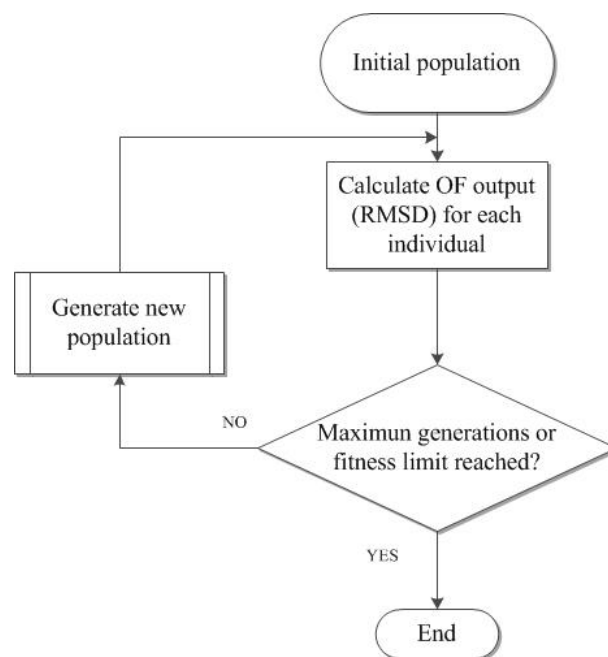 Initial population
Calculate OF output
(RMSD) for each
individual
Generate new
population
NO
Maximun generations or
fitness limit reached?
YES
End